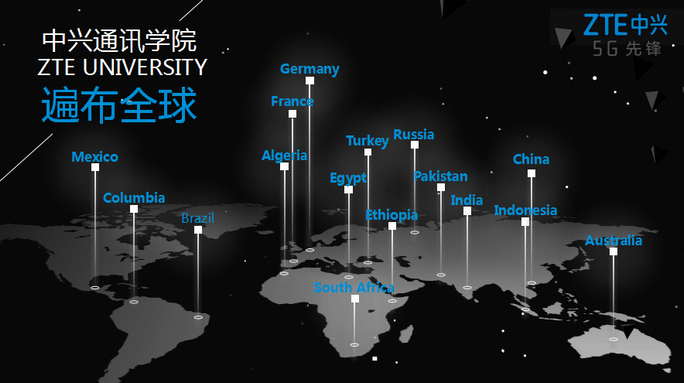 中兴通讯学院
ZTE UNIVERSITY
遍布全球
ZTE中兴
5G先锋
Germany
France
Algeria
Turkey
Russia
Mexico
Egypt
Pakistan
China
Columbia
India
Brazil
Ethiopia
Indonesia
Australia
South Africa